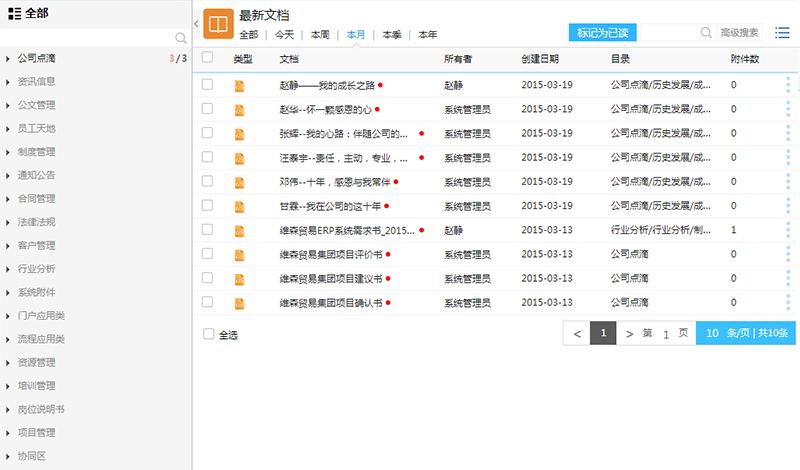 全部
公司点滴 3 / 3
资讯信息
公文管理
员工天地
制度管理
通知公告
合同管理
法律法规
客户管理
行业分析
系统附件
门户应用类
流程应用类
资源管理
培训管理
岗位说明书
项目管理
协同区
最新文档
全部 | 今天 | 本周 | 本月 | 本季 | 本年
标记为已读 高级搜索
类型 文档 所有者 创建日期 目录 附件数
赵静——我的成长之路 赵静 2015-03-19 公司点滴/历史发展/成... 0
赵华--怀一颗感恩的心 系统管理员 2015-03-19 公司点滴/历史发展/成... 0
张辉--我的心路：伴随公司的... 系统管理员 2015-03-19 公司点滴/历史发展/成... 0
汪泰宇--责任，主动，专业，... 系统管理员 2015-03-19 公司点滴/历史发展/成... 0
邓伟--十年，感恩与我常伴 系统管理员 2015-03-19 公司点滴/历史发展/成... 0
甘霖--我在公司的这十年 系统管理员 2015-03-19 公司点滴/历史发展/成... 0
维森贸易ERP系统需求书_2015... 赵静 2015-03-13 行业分析/行业分析/制... 1
维森贸易集团项目评价书 系统管理员 2015-03-13 公司点滴 0
维森贸易集团项目建议书 系统管理员 2015-03-13 公司点滴 0
维森贸易集团项目确认书 系统管理员 2015-03-13 公司点滴 0
全选 < 1 > 第 1 页 10 条/页 | 共10条